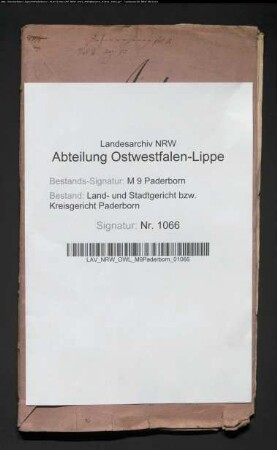 Landesarchiv NRW
Abteilung Ostwestfalen-Lippe
Bestands-Signatur: M 9 Paderborn
Bestand: Land- und Stadtgericht bzw.
Kreisgericht Paderborn
Signatur: Nr. 1066
LAV_NRW_OWL_M9Paderborn_01066